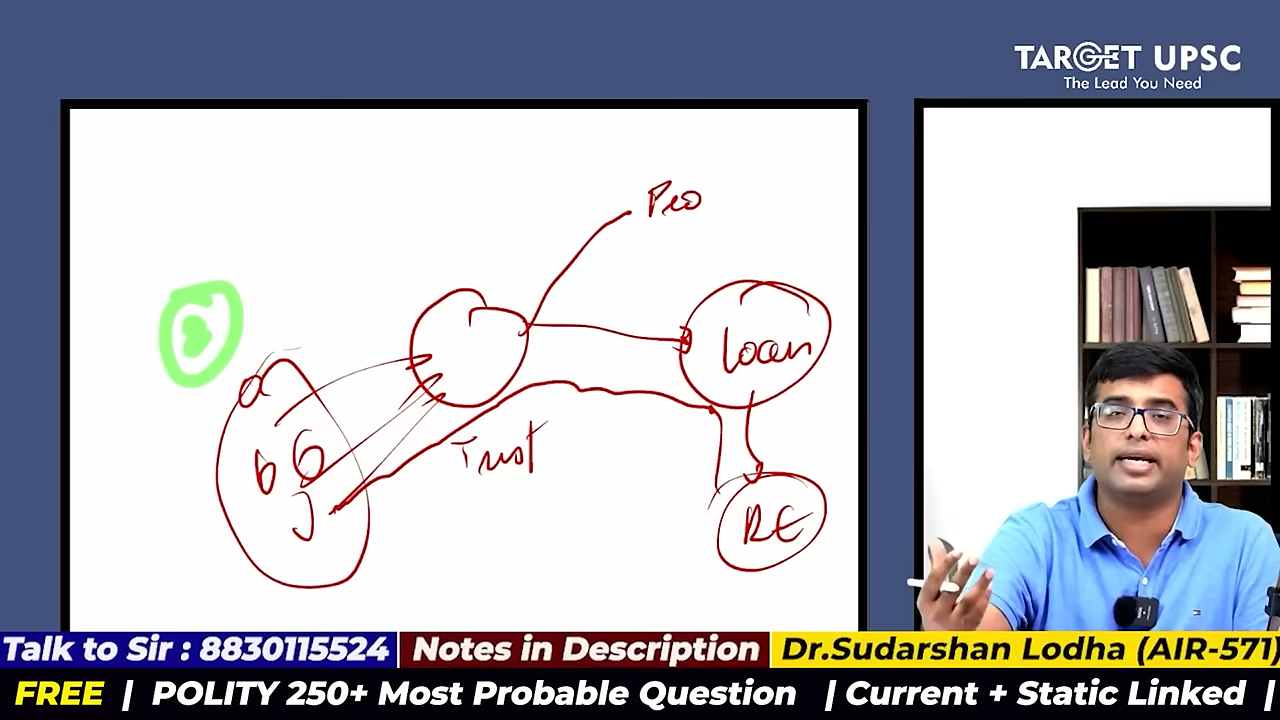 TARGET UPSC
The Lead You Need
Peo
Loan
a
b
G
J
Trust
RE
Talk to Sir : 8830115524
Notes in Description
Dr.Sudarshan Lodha (AIR-571)
FREE | POLITY 250+ Most Probable Question | Current + Static Linked |